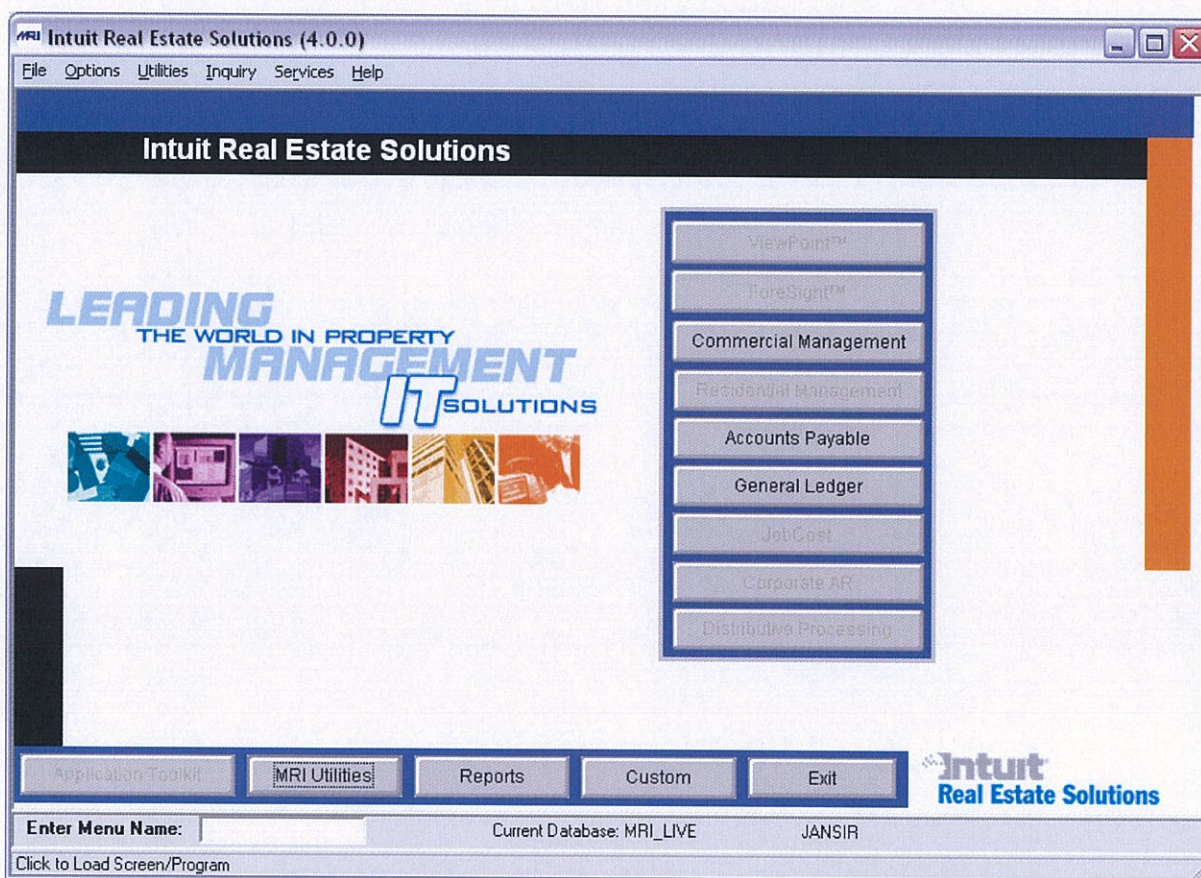 MRI Intuit Real Estate Solutions (4.0.0)
File Options Utilities Inquiry Services Help
Intuit Real Estate Solutions
LEADING
THE WORLD IN PROPERTY
MANAGEMENT
IT SOLUTIONS
ViewPoint™
ForeSight™
Commercial Management
Residential Management
Accounts Payable
General Ledger
JobCost
Corporate AR
Distributive Processing
Application Toolkit MRI Utilities Reports Custom Exit
Intuit
Real Estate Solutions
Enter Menu Name: Current Database: MRI_LIVE JANSIR
Click to Load Screen/Program